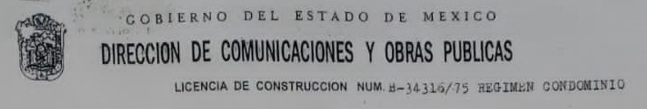 GOBIERNO DEL ESTADO DE MEXICO
DIRECCION DE COMUNICACIONES Y OBRAS PUBLICAS
LICENCIA DE CONSTRUCCION NUM. B-34316/75 REGIMEN CONDOMINIO